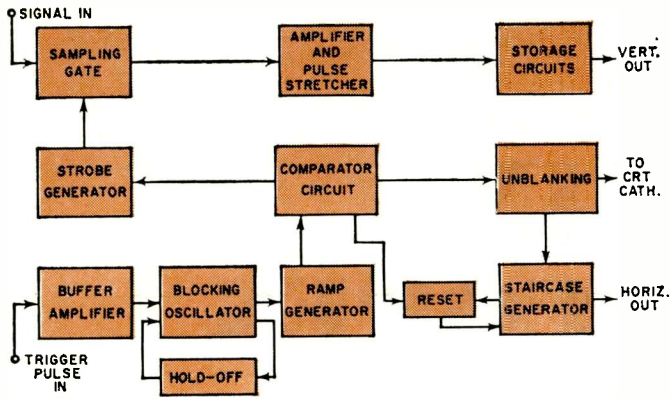 SIGNAL IN
SAMPLING
GATE
AMPLIFIER
AND
PULSE
STRETCHER
STORAGE
CIRCUITS
VERT.
OUT
STROBE
GENERATOR
COMPARATOR
CIRCUIT
UNBLANKING
TO
CRT
CATH.
BUFFER
AMPLIFIER
BLOCKING
OSCILLATOR
RAMP
GENERATOR
RESET
STAIRCASE
GENERATOR
HORIZ.
OUT
TRIGGER
PULSE
IN
HOLD-OFF